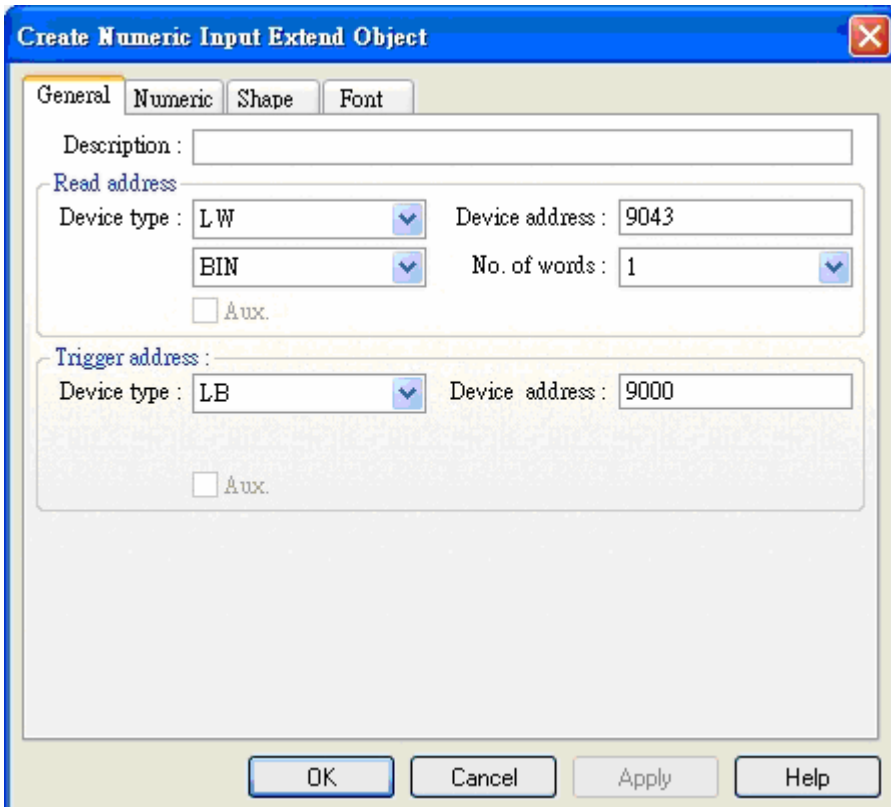 Create Numeric Input Extend Object
General Numeric Shape Font
Description :
Read address
Device type : LW Device address : 9043
BIN No. of words : 1
Aux.
Trigger address :
Device type : LB Device address : 9000
Aux.
OK Cancel Apply Help